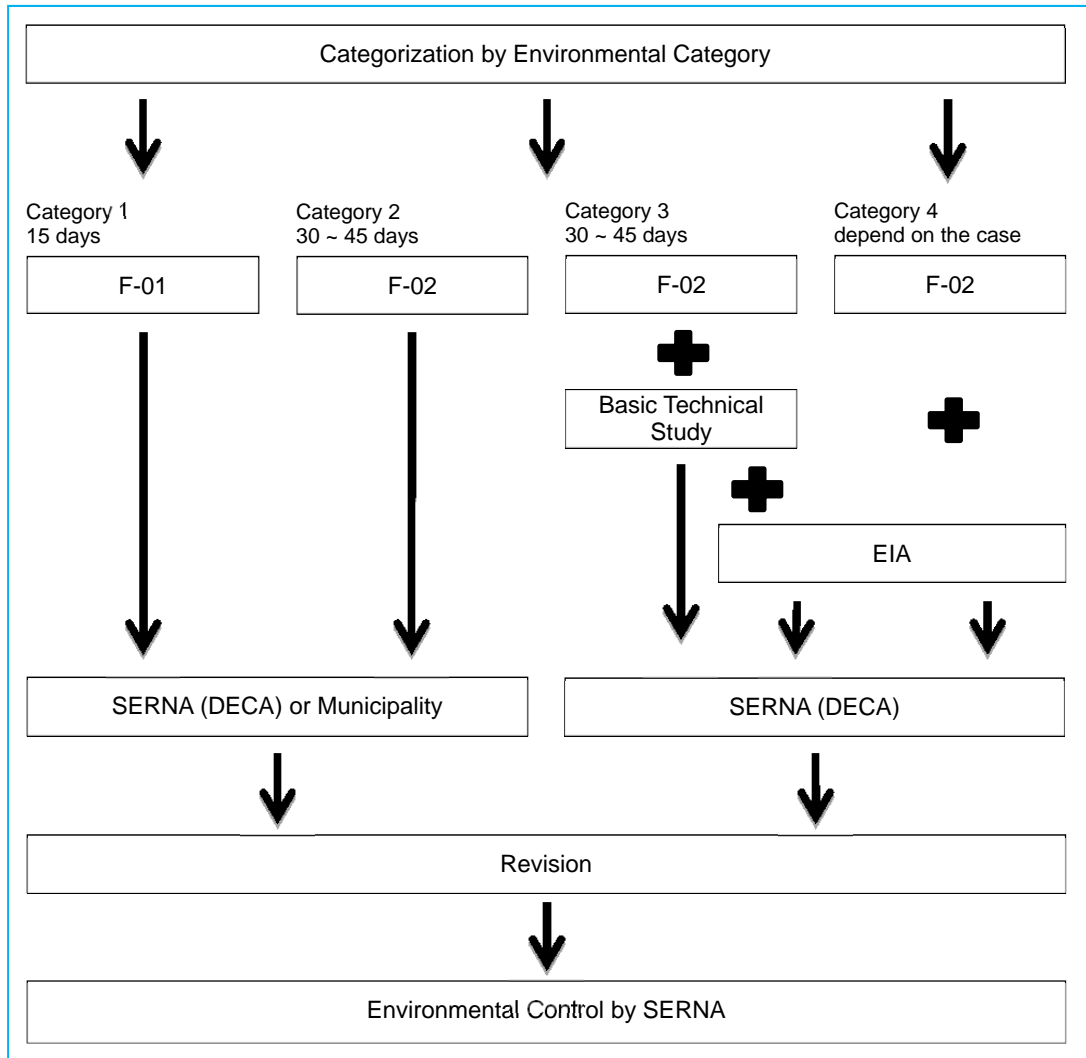 Categorization by Environmental Category
Category 1
15 days
F-01
Category 2
30 ~ 45 days
F-02
Category 3
30 ~ 45 days
F-02
Category 4
depend on the case
F-02
Basic Technical
Study
EIA
SERNA (DECA) or Municipality
SERNA (DECA)
Revision
Environmental Control by SERNA